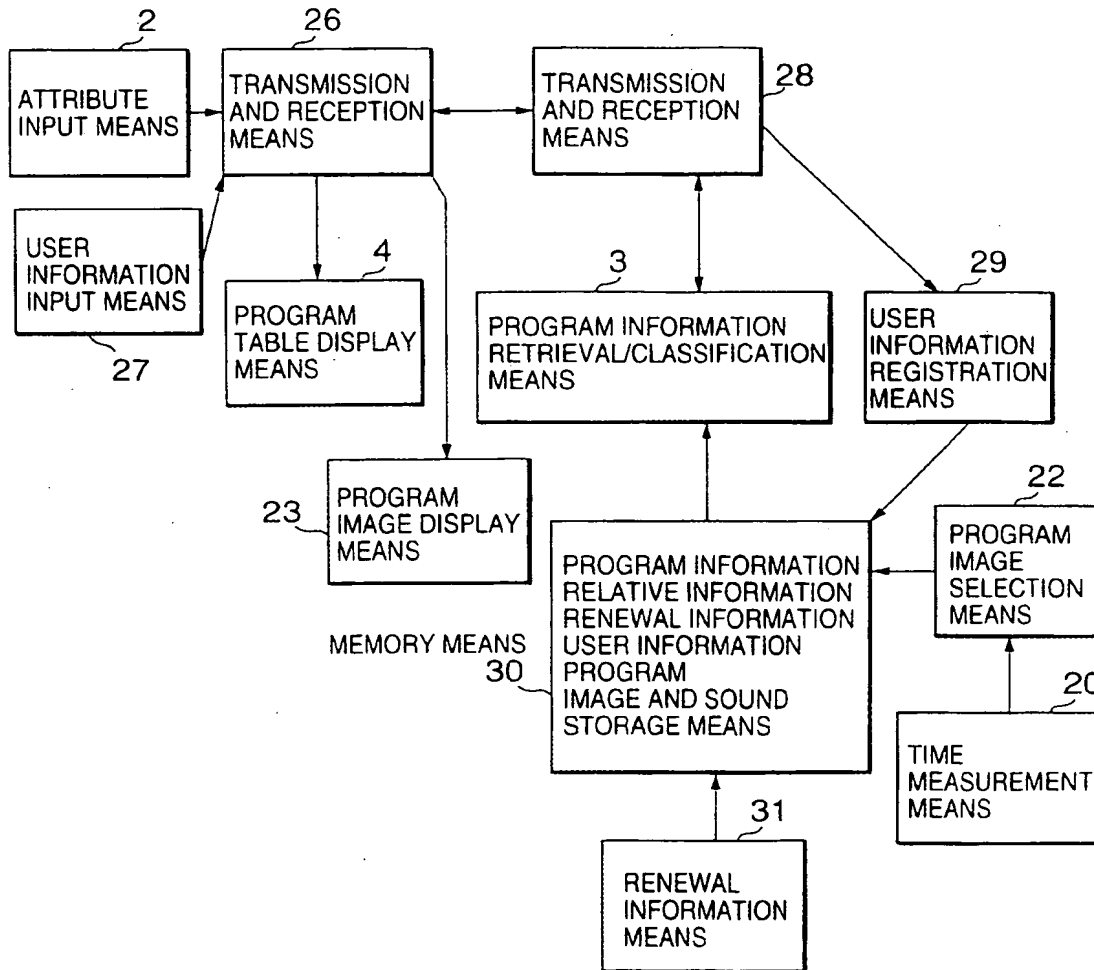 2
ATTRIBUTE
INPUT MEANS
26
TRANSMISSION
AND RECEPTION
MEANS
TRANSMISSION
AND RECEPTION
MEANS
28
USER
INFORMATION
INPUT MEANS
27
4
PROGRAM
TABLE DISPLAY
MEANS
3
PROGRAM INFORMATION
RETRIEVAL/CLASSIFICATION
MEANS
29
USER
INFORMATION
REGISTRATION
MEANS
23
PROGRAM
IMAGE DISPLAY
MEANS
MEMORY MEANS
30
PROGRAM INFORMATION
RELATIVE INFORMATION
RENEWAL INFORMATION
USER INFORMATION
PROGRAM
IMAGE AND SOUND
STORAGE MEANS
22
PROGRAM
IMAGE
SELECTION
MEANS
20
TIME
MEASUREMENT
MEANS
31
RENEWAL
INFORMATION
MEANS